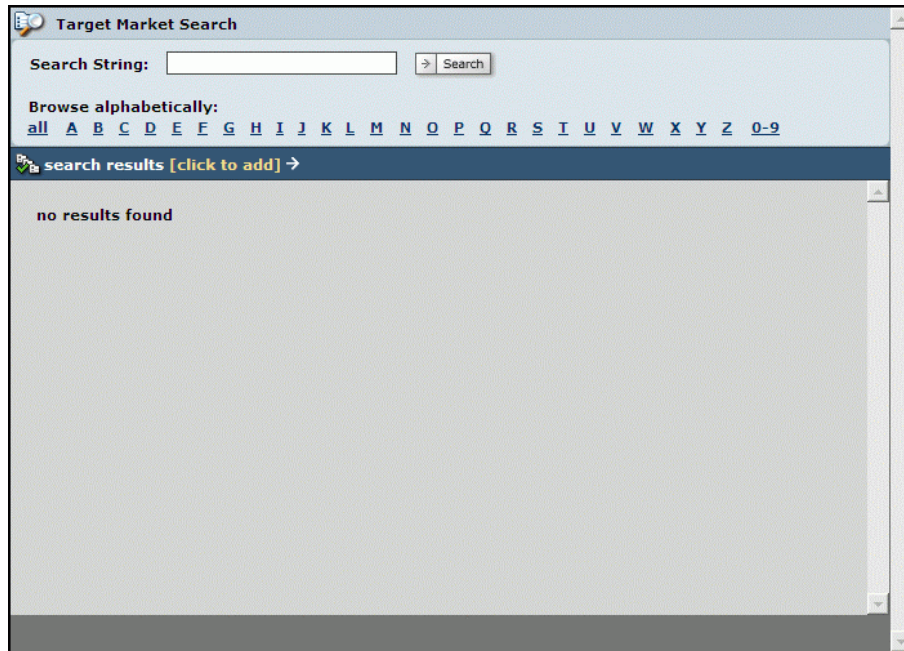 Target Market Search
Search String: → Search
Browse alphabetically:
all A B C D E F G H I J K L M N O P Q R S T U V W X Y Z 0-9
search results [click to add] →
no results found